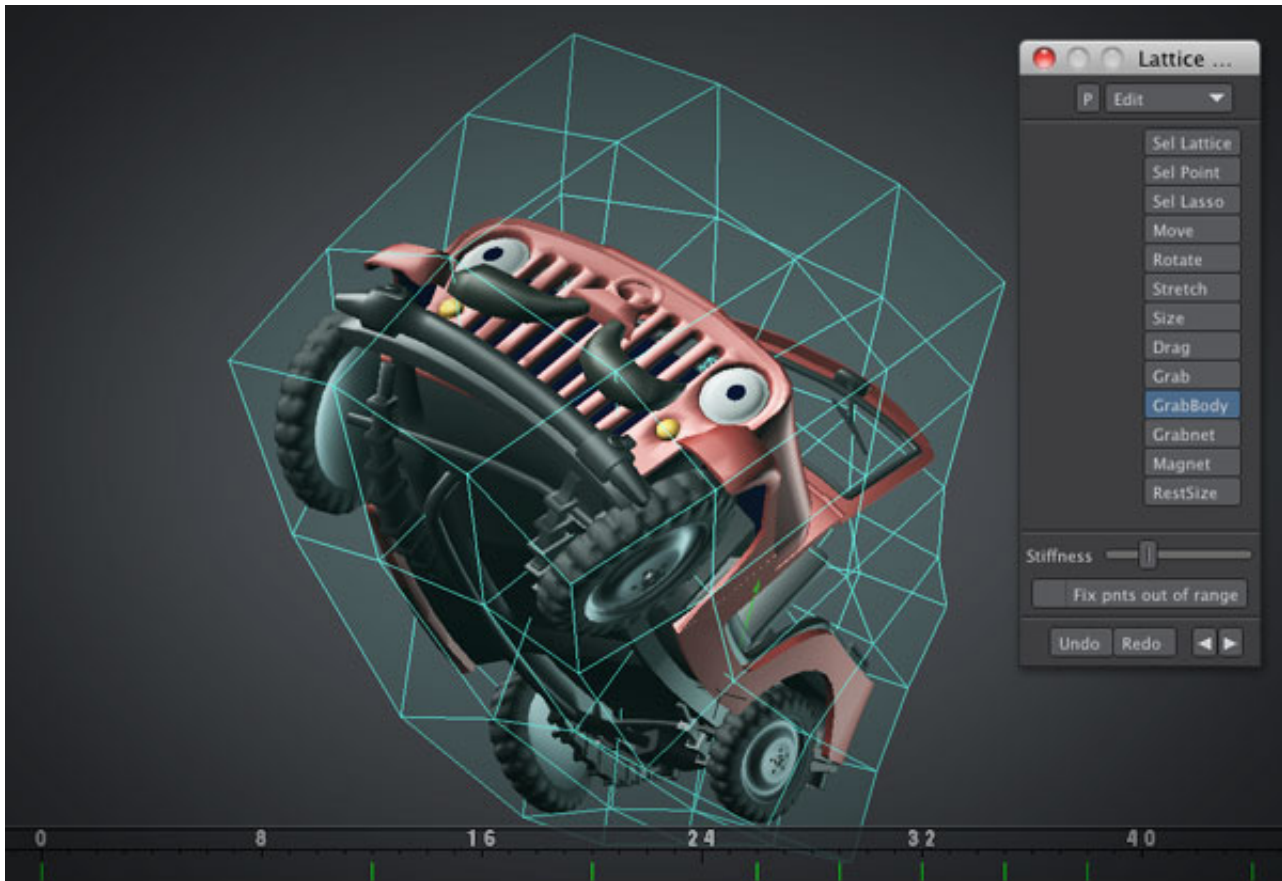 Lattice ...
P Edit
Sel Lattice
Sel Point
Sel Lasso
Move
Rotate
Stretch
Size
Drag
Grab
GrabBody
Grabnet
Magnet
RestSize
Stiffness
Fix pnts out of range
Undo Redo
0 8 16 24 32 40